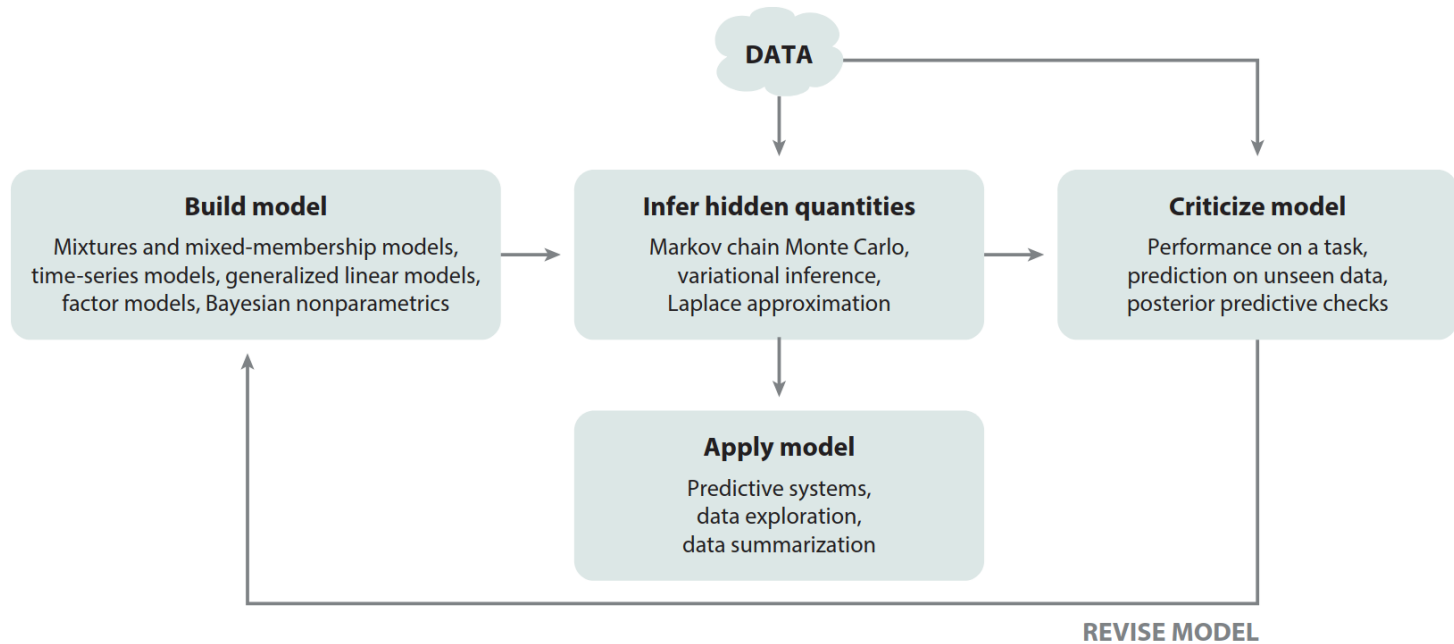 DATA
Build model
Mixtures and mixed-membership models,
time-series models, generalized linear models,
factor models, Bayesian nonparametrics
Infer hidden quantities
Markov chain Monte Carlo,
variational inference,
Laplace approximation
Criticize model
Performance on a task,
prediction on unseen data,
posterior predictive checks
Apply model
Predictive systems,
data exploration,
data summarization
REVISE MODEL